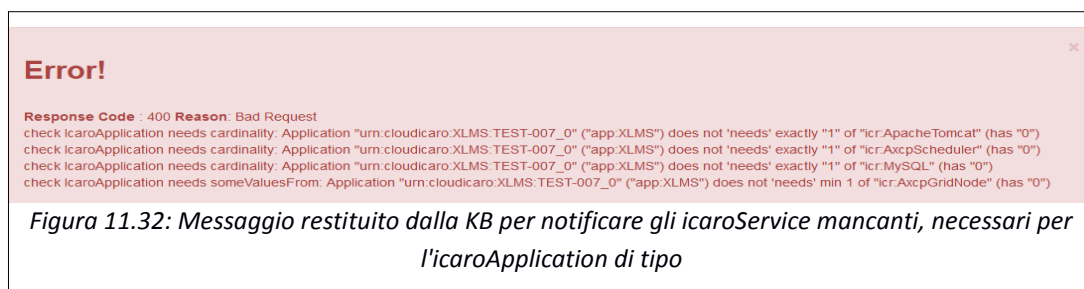 ×
Error!
Response Code : 400 Reason: Bad Request
check IcaroApplication needs cardinality: Application "urn:cloudicaro:XLMS:TEST-007_0" ("app:XLMS") does not 'needs' exactly "1" of "icr:ApacheTomcat" (has "0")
check IcaroApplication needs cardinality: Application "urn:cloudicaro:XLMS:TEST-007_0" ("app:XLMS") does not 'needs' exactly "1" of "icr:AxcpScheduler" (has "0")
check IcaroApplication needs cardinality: Application "urn:cloudicaro:XLMS:TEST-007_0" ("app:XLMS") does not 'needs' exactly "1" of "icr:MySQL" (has "0")
check IcaroApplication needs someValuesFrom: Application "urn:cloudicaro:XLMS:TEST-007_0" ("app:XLMS") does not 'needs' min 1 of "icr:AxcpGridNode" (has "0")
Figura 11.32: Messaggio restituito dalla KB per notificare gli icaroService mancanti, necessari per
l'icaroApplication di tipo